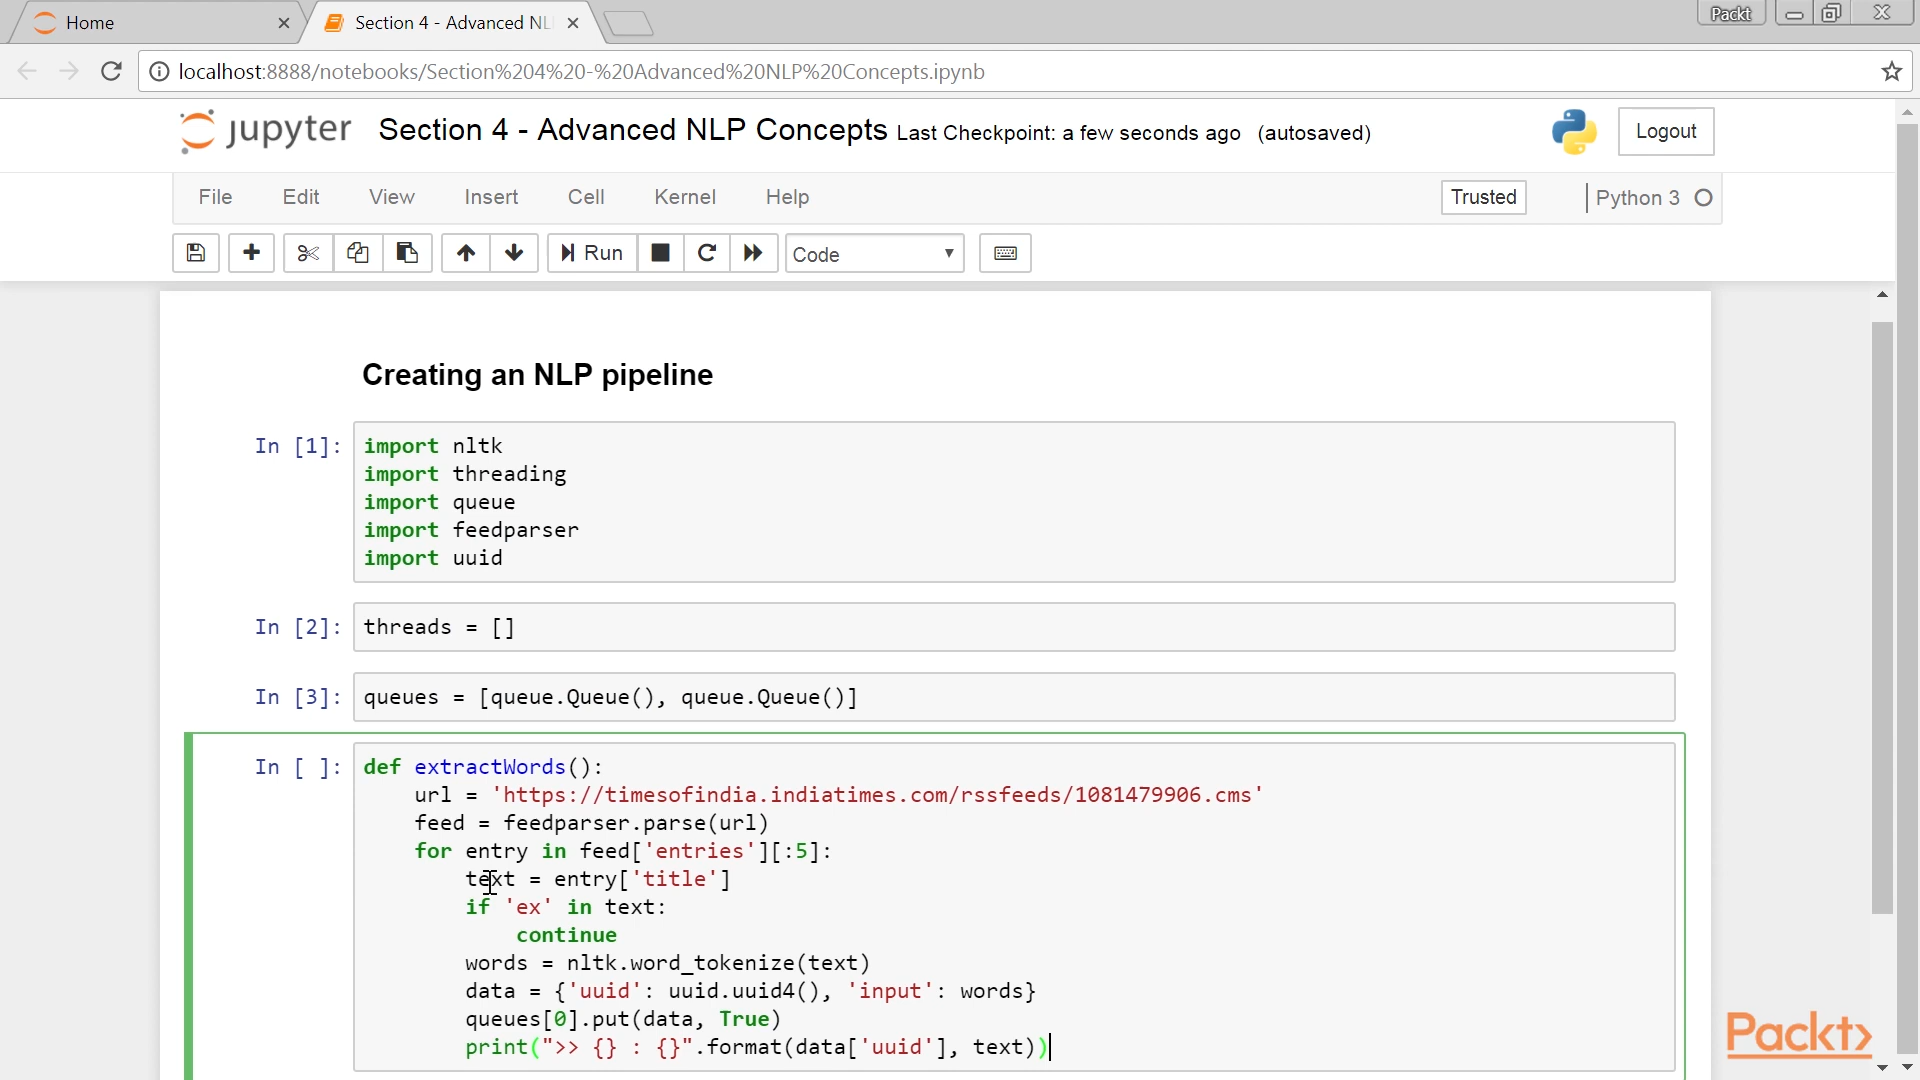 Home
Section 4 - Advanced NL
Packt
localhost:8888/notebooks/Section%204%20-%20Advanced%20NLP%20Concepts.ipynb
jupyter Section 4 - Advanced NLP Concepts Last Checkpoint: a few seconds ago (autosaved)
Logout
File Edit View Insert Cell Kernel Help
Trusted
Python 3
Run
Code
Creating an NLP pipeline
In [1]:
import nltk
import threading
import queue
import feedparser
import uuid
In [2]: threads = []
In [3]: queues = [queue.Queue(), queue.Queue()]
In [ ]: def extractWords():
    url = 'https://timesofindia.indiatimes.com/rssfeeds/1081479906.cms'
    feed = feedparser.parse(url)
    for entry in feed['entries'][:5]:
        text = entry['title']
        if 'ex' in text:
            continue
        words = nltk.word_tokenize(text)
        data = {'uuid': uuid.uuid4(), 'input': words}
        queues[0].put(data, True)
        print(">> {} : {}".format(data['uuid'], text))
Packt>